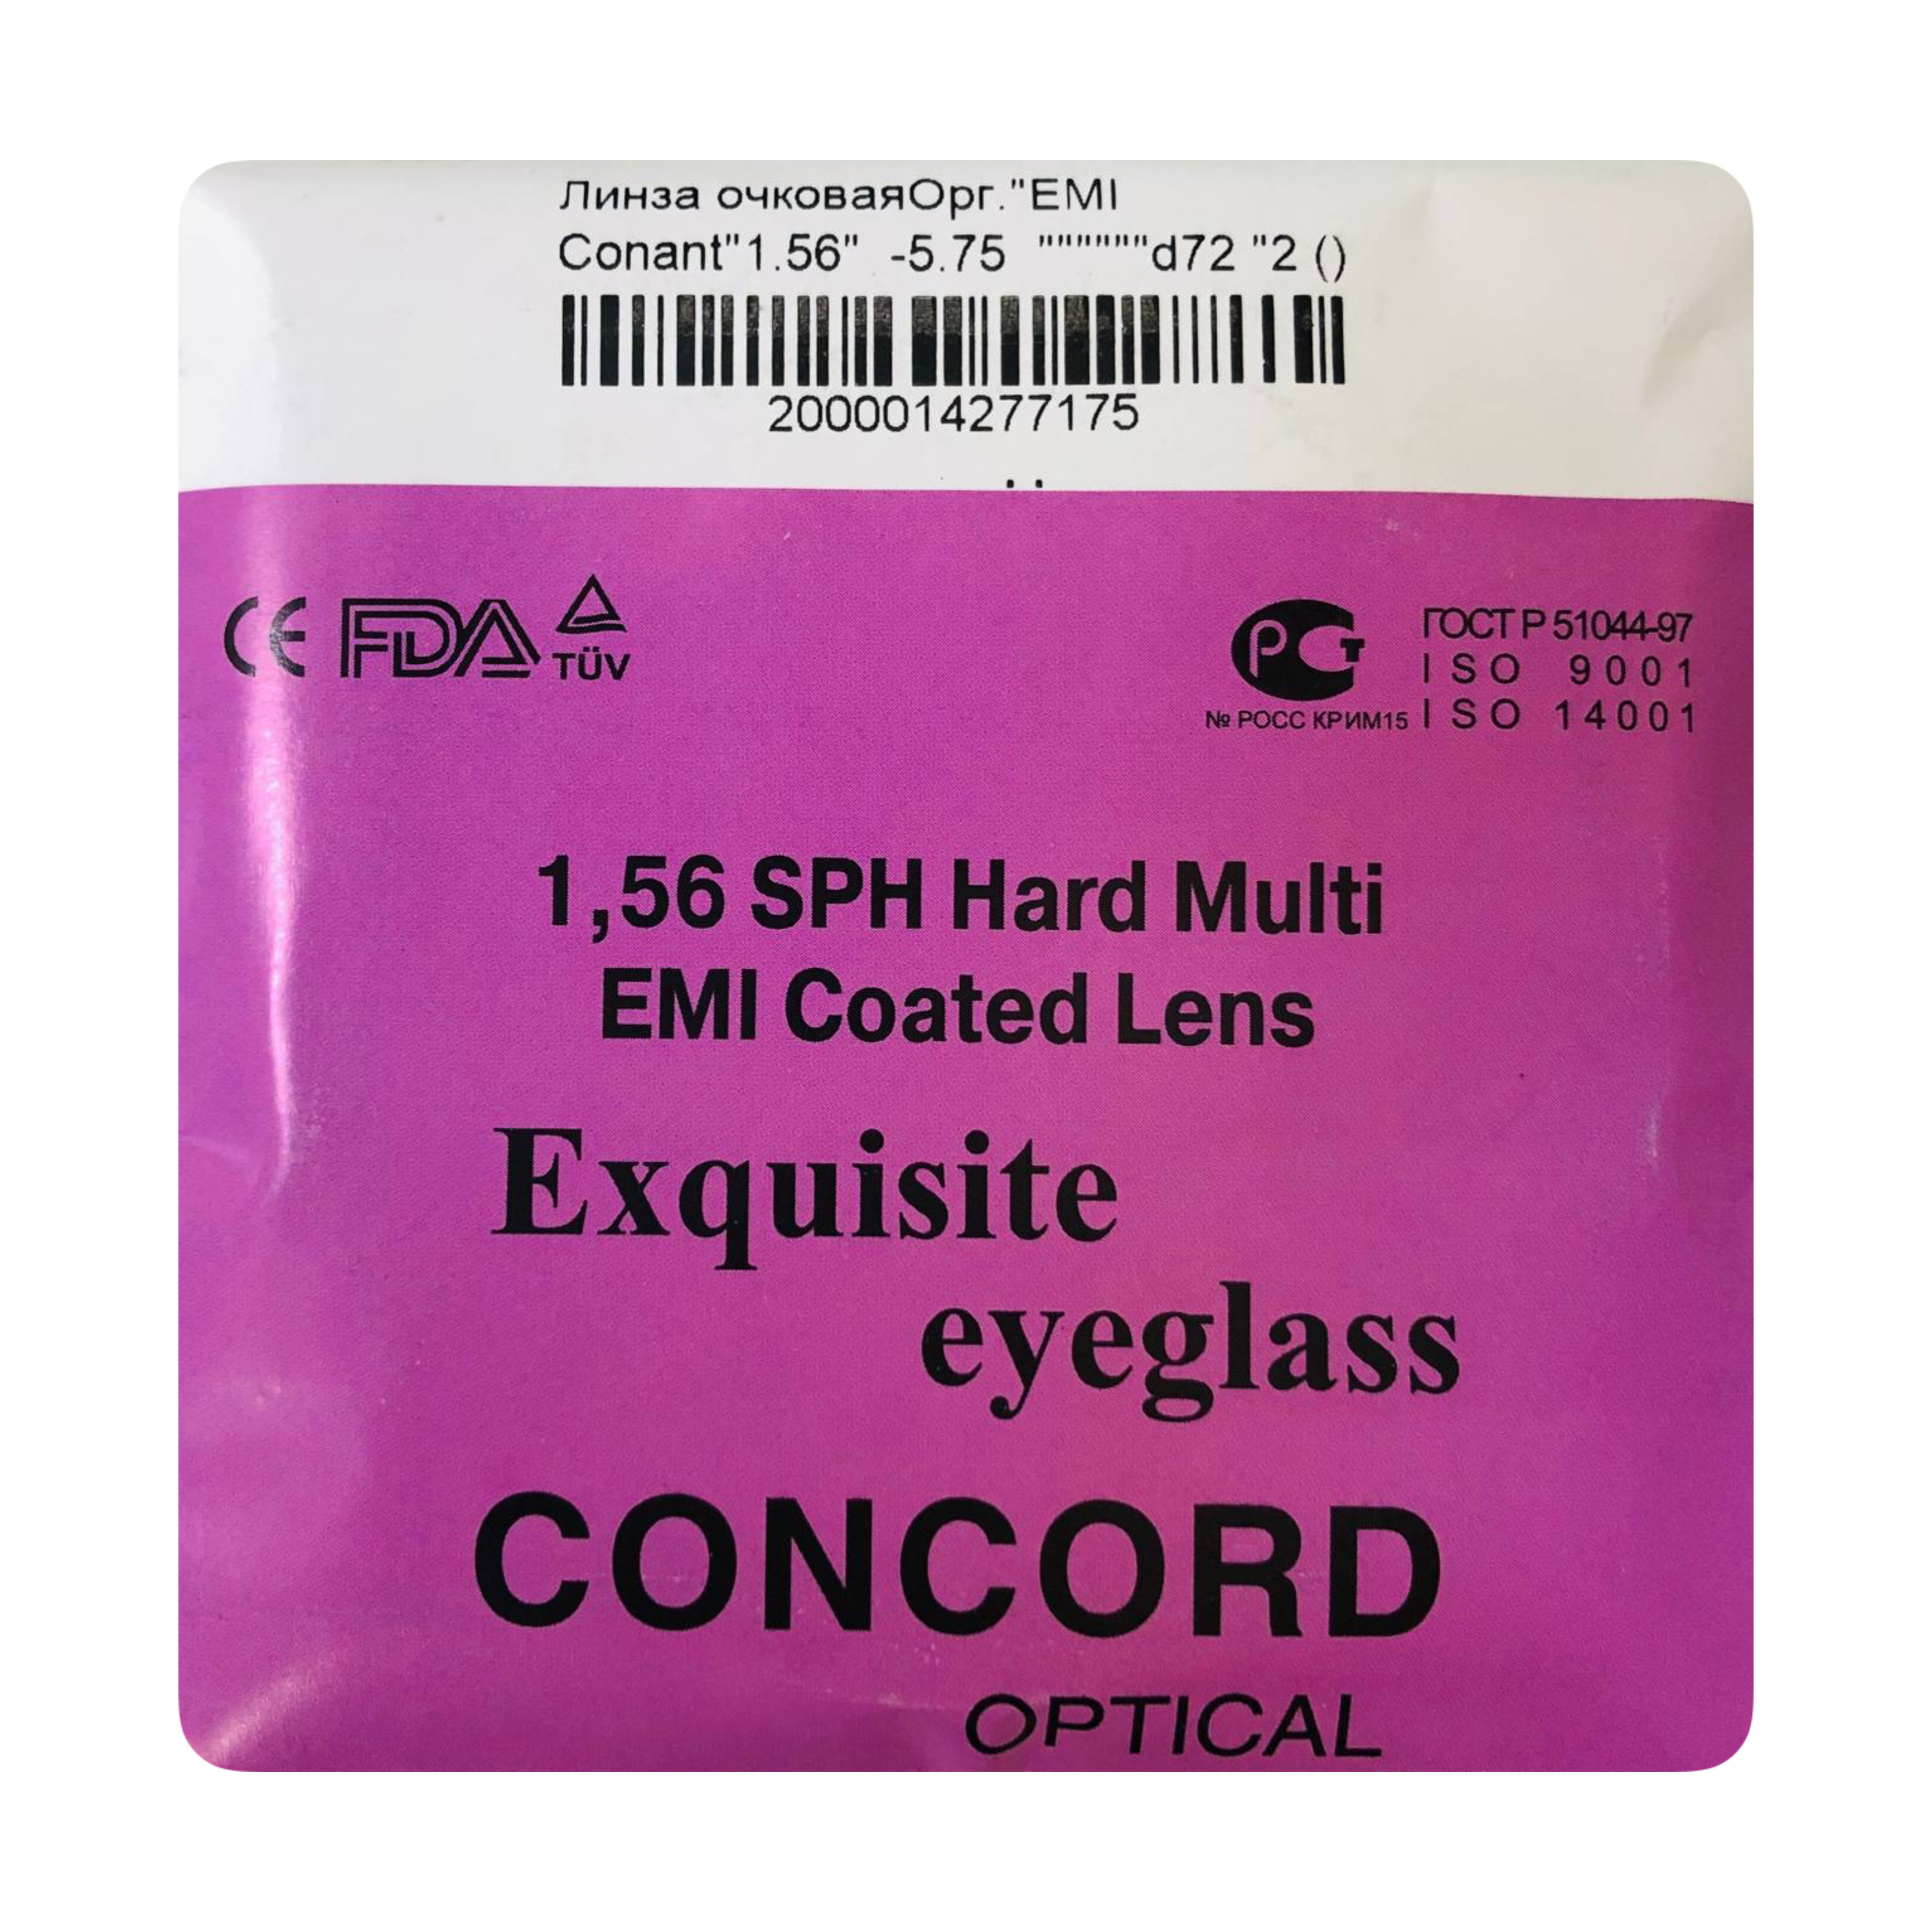 Линза очковаяОрг."EMI
Conant"1.56" -5.75 """""""d72 "2 ()
2000014277175
CE FDA TÜV
РСТ ГОСТ Р 51044-97
ISO 9001
№ РОСС КРИМ15 ISO 14001
1,56 SPH Hard Multi
EMI Coated Lens
Exquisite
eyeglass
CONCORD
OPTICAL